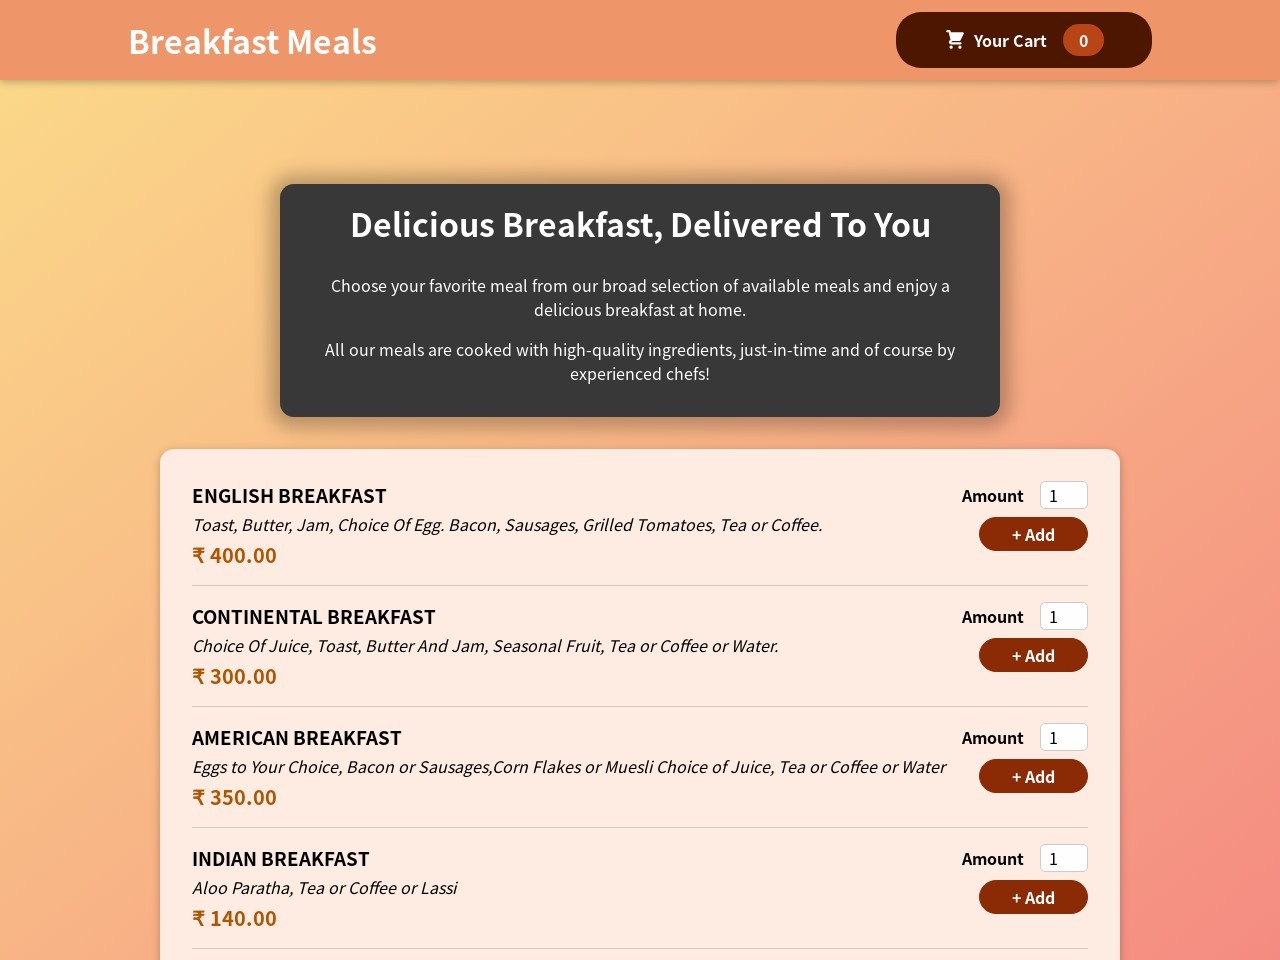 Breakfast Meals
Your Cart 0
Delicious Breakfast, Delivered To You
Choose your favorite meal from our broad selection of available meals and enjoy a
delicious breakfast at home.
All our meals are cooked with high-quality ingredients, just-in-time and of course by
experienced chefs!
ENGLISH BREAKFAST
Amount 1
Toast, Butter, Jam, Choice Of Egg. Bacon, Sausages, Grilled Tomatoes, Tea or Coffee.
+ Add
₹ 400.00
CONTINENTAL BREAKFAST
Amount 1
Choice Of Juice, Toast, Butter And Jam, Seasonal Fruit, Tea or Coffee or Water.
+ Add
₹ 300.00
AMERICAN BREAKFAST
Amount 1
Eggs to Your Choice, Bacon or Sausages,Corn Flakes or Muesli Choice of Juice, Tea or Coffee or Water
+ Add
₹ 350.00
INDIAN BREAKFAST
Amount 1
Aloo Paratha, Tea or Coffee or Lassi
+ Add
₹ 140.00